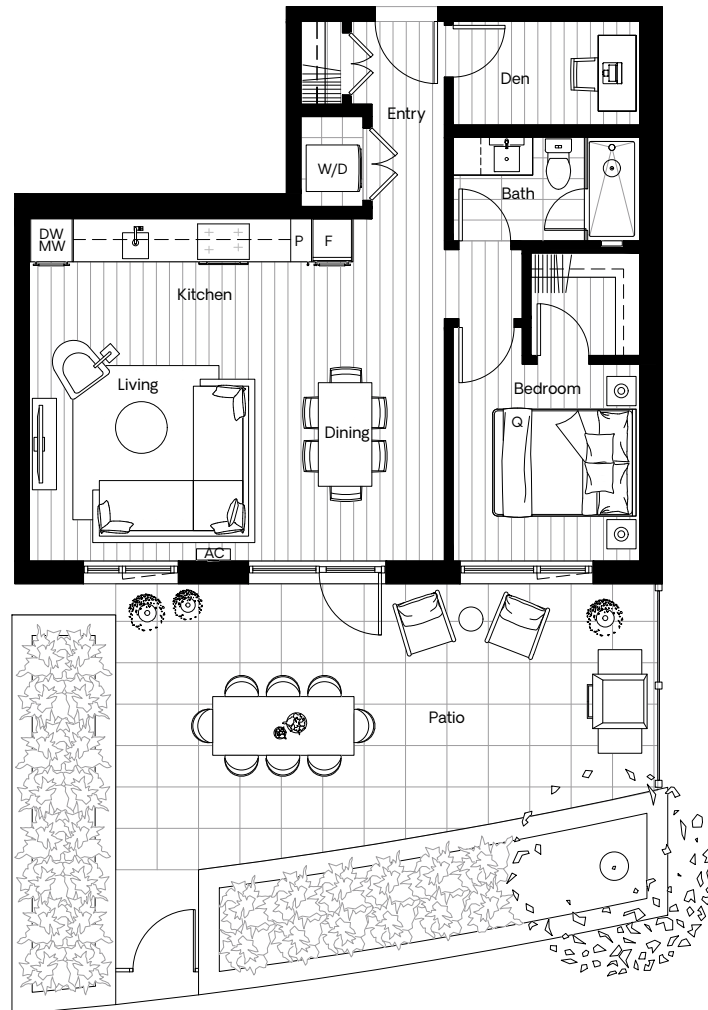 Den
Entry
W/D
Bath
DW
MW
P
F
Kitchen
Living
Bedroom
Dining
Q
AC
Patio